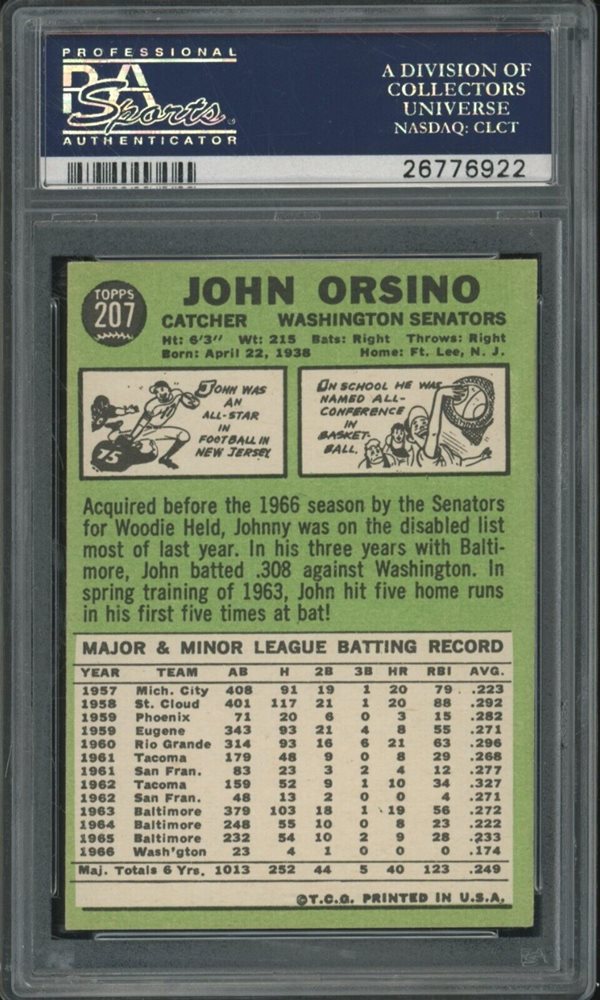 PROFESSIONAL
PSA
Sports
AUTHENTICATOR
A DIVISION OF
COLLECTORS
UNIVERSE
NASDAQ: CLCT
26776922
TOPPS
207
JOHN ORSINO
CATCHER WASHINGTON SENATORS
Ht: 6'3" Wt: 215 Bats: Right Throws: Right
Born: April 22, 1938 Home: Ft. Lee, N. J.
JOHN WAS
AN
ALL-STAR
IN
FOOTBALL IN
NEW JERSEY
75
IN SCHOOL HE WAS
NAMED ALL-
CONFERENCE
IN
BASKET-
BALL.
Acquired before the 1966 season by the Senators
for Woodie Held, Johnny was on the disabled list
most of last year. In his three years with Balti-
more, John batted .308 against Washington. In
spring training of 1963, John hit five home runs
in his first five times at bat!
MAJOR & MINOR LEAGUE BATTING RECORD
YEAR TEAM AB H 2B 3B HR RBI AVG.
1957 Mich. City 408 91 19 1 20 79 .223
1958 St. Cloud 401 117 21 1 20 88 .292
1959 Phoenix 71 20 6 0 3 15 .282
1959 Eugene 343 93 21 4 8 55 .271
1960 Rio Grande 314 93 16 6 21 63 .296
1961 Tacoma 179 48 9 0 8 29 .268
1961 San Fran. 83 23 3 2 4 12 .277
1962 Tacoma 159 52 9 1 10 34 .327
1962 San Fran. 48 13 2 0 0 4 .271
1963 Baltimore 379 103 18 1 19 56 .272
1964 Baltimore 248 55 10 0 8 23 .222
1965 Baltimore 232 54 10 2 9 28 .233
1966 Wash'gton 23 4 1 0 0 0 .174
Maj. Totals 6 Yrs. 1013 252 44 5 40 123 .249
©T.C.G. PRINTED IN U.S.A.